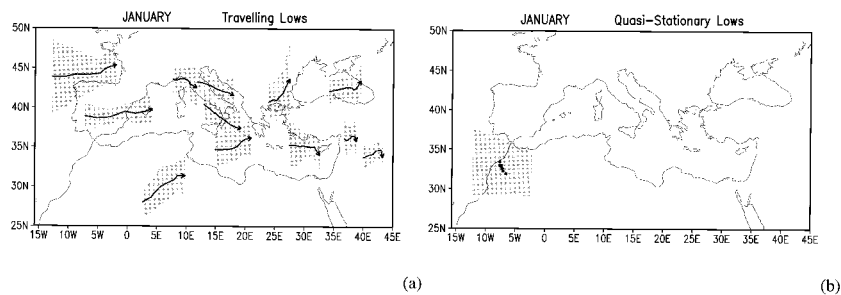 JANUARY Travelling Lows
50N
45N
40N
35N
30N
25N
15W 10W 5W 0 5E 10E 15E 20E 25E 30E 35E 40E 45E
(a)
JANUARY Quasi-Stationary Lows
50N
45N
40N
35N
30N
25N
15W 10W 5W 0 5E 10E 15E 20E 25E 30E 35E 40E 45E
(b)